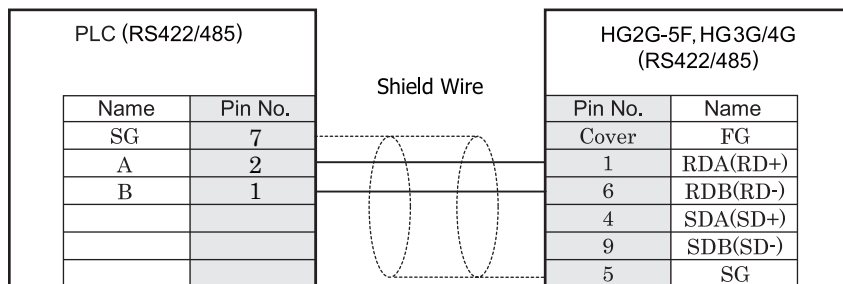 PLC (RS422/485)
HG2G-5F, HG3G/4G
(RS422/485)
Shield Wire
Name Pin No.
SG 7
A 2
B 1
Pin No. Name
Cover FG
1 RDA(RD+)
6 RDB(RD-)
4 SDA(SD+)
9 SDB(SD-)
5 SG